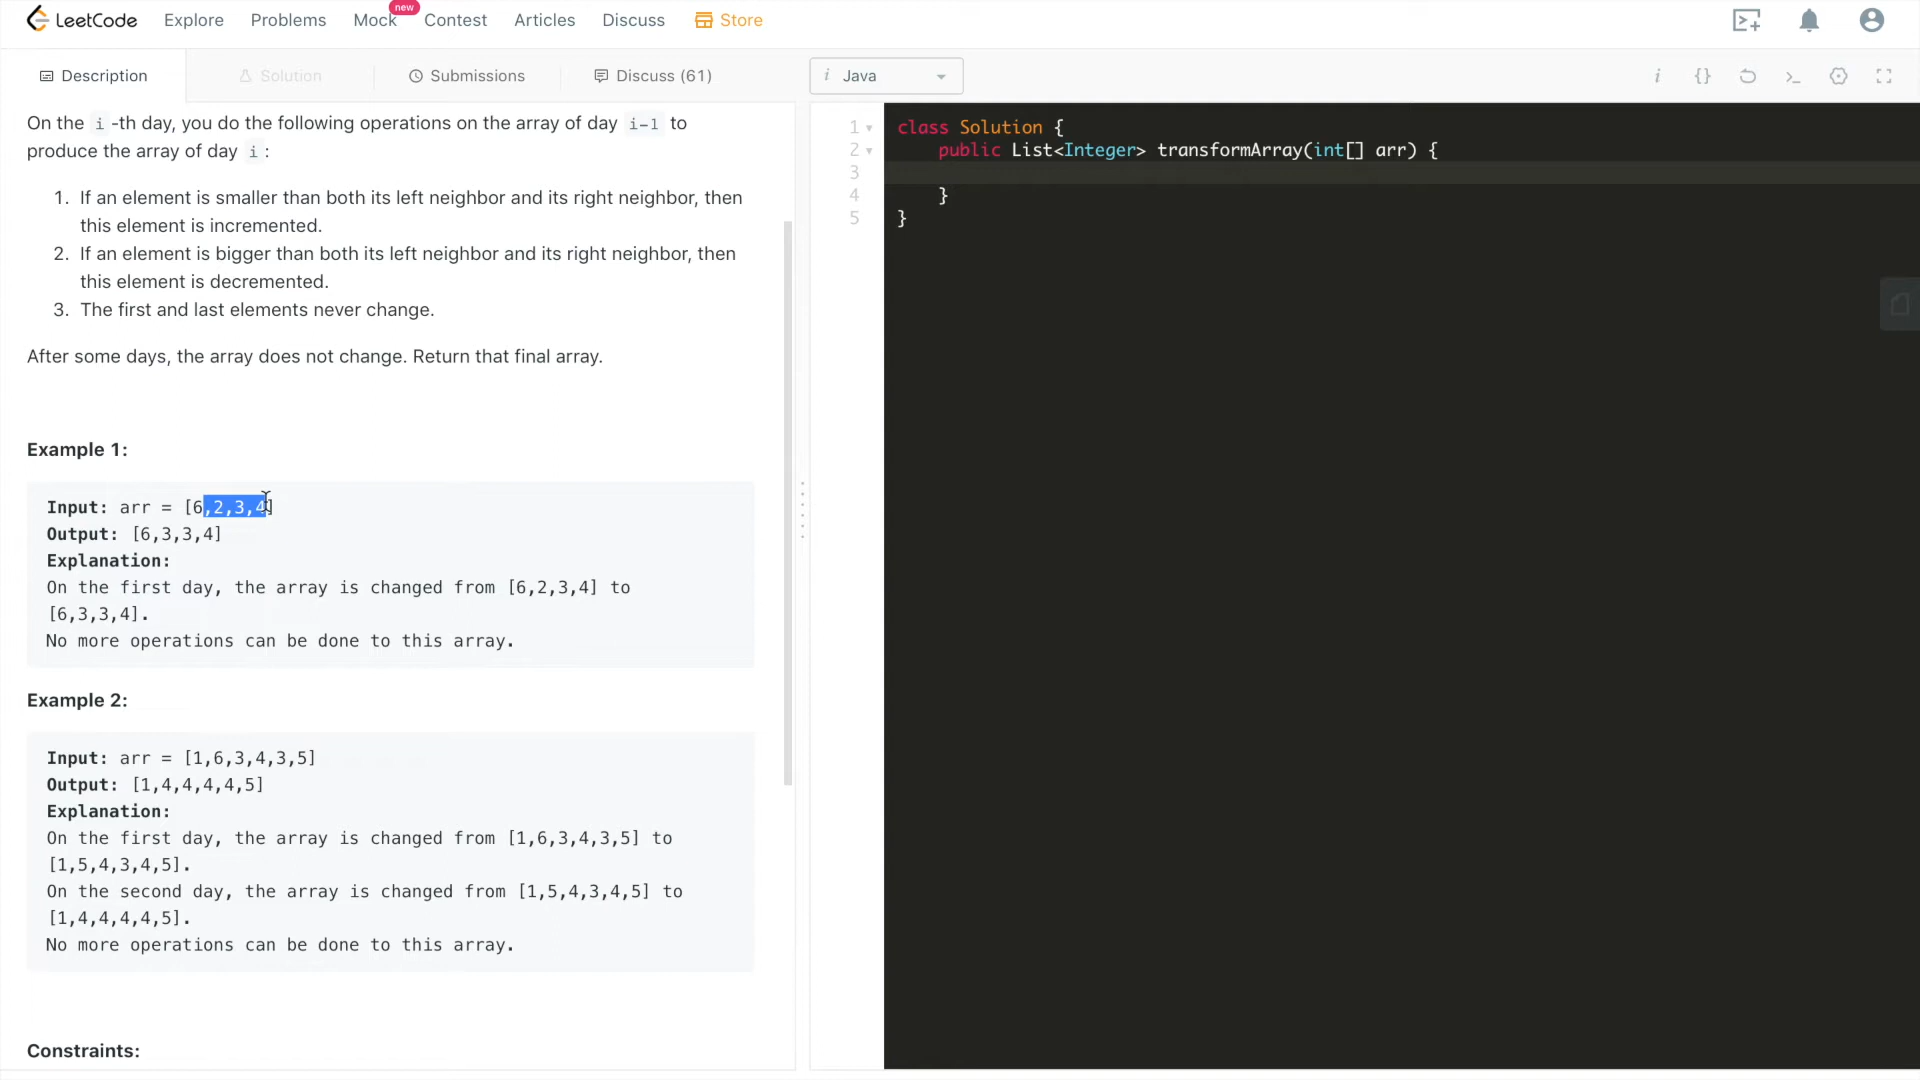 LeetCode Explore Problems Mock new Contest Articles Discuss Store
Description Solution Submissions Discuss (61) i Java
On the i -th day, you do the following operations on the array of day i-1 to
produce the array of day i :
1. If an element is smaller than both its left neighbor and its right neighbor, then
this element is incremented.
2. If an element is bigger than both its left neighbor and its right neighbor, then
this element is decremented.
3. The first and last elements never change.
After some days, the array does not change. Return that final array.
Example 1:
Input: arr = [6,2,3,4]
Output: [6,3,3,4]
Explanation:
On the first day, the array is changed from [6,2,3,4] to
[6,3,3,4].
No more operations can be done to this array.
Example 2:
Input: arr = [1,6,3,4,3,5]
Output: [1,4,4,4,4,5]
Explanation:
On the first day, the array is changed from [1,6,3,4,3,5] to
[1,5,4,3,4,5].
On the second day, the array is changed from [1,5,4,3,4,5] to
[1,4,4,4,4,5].
No more operations can be done to this array.
Constraints:
1 class Solution {
2 public List<Integer> transformArray(int[] arr) {
3
4 }
5 }